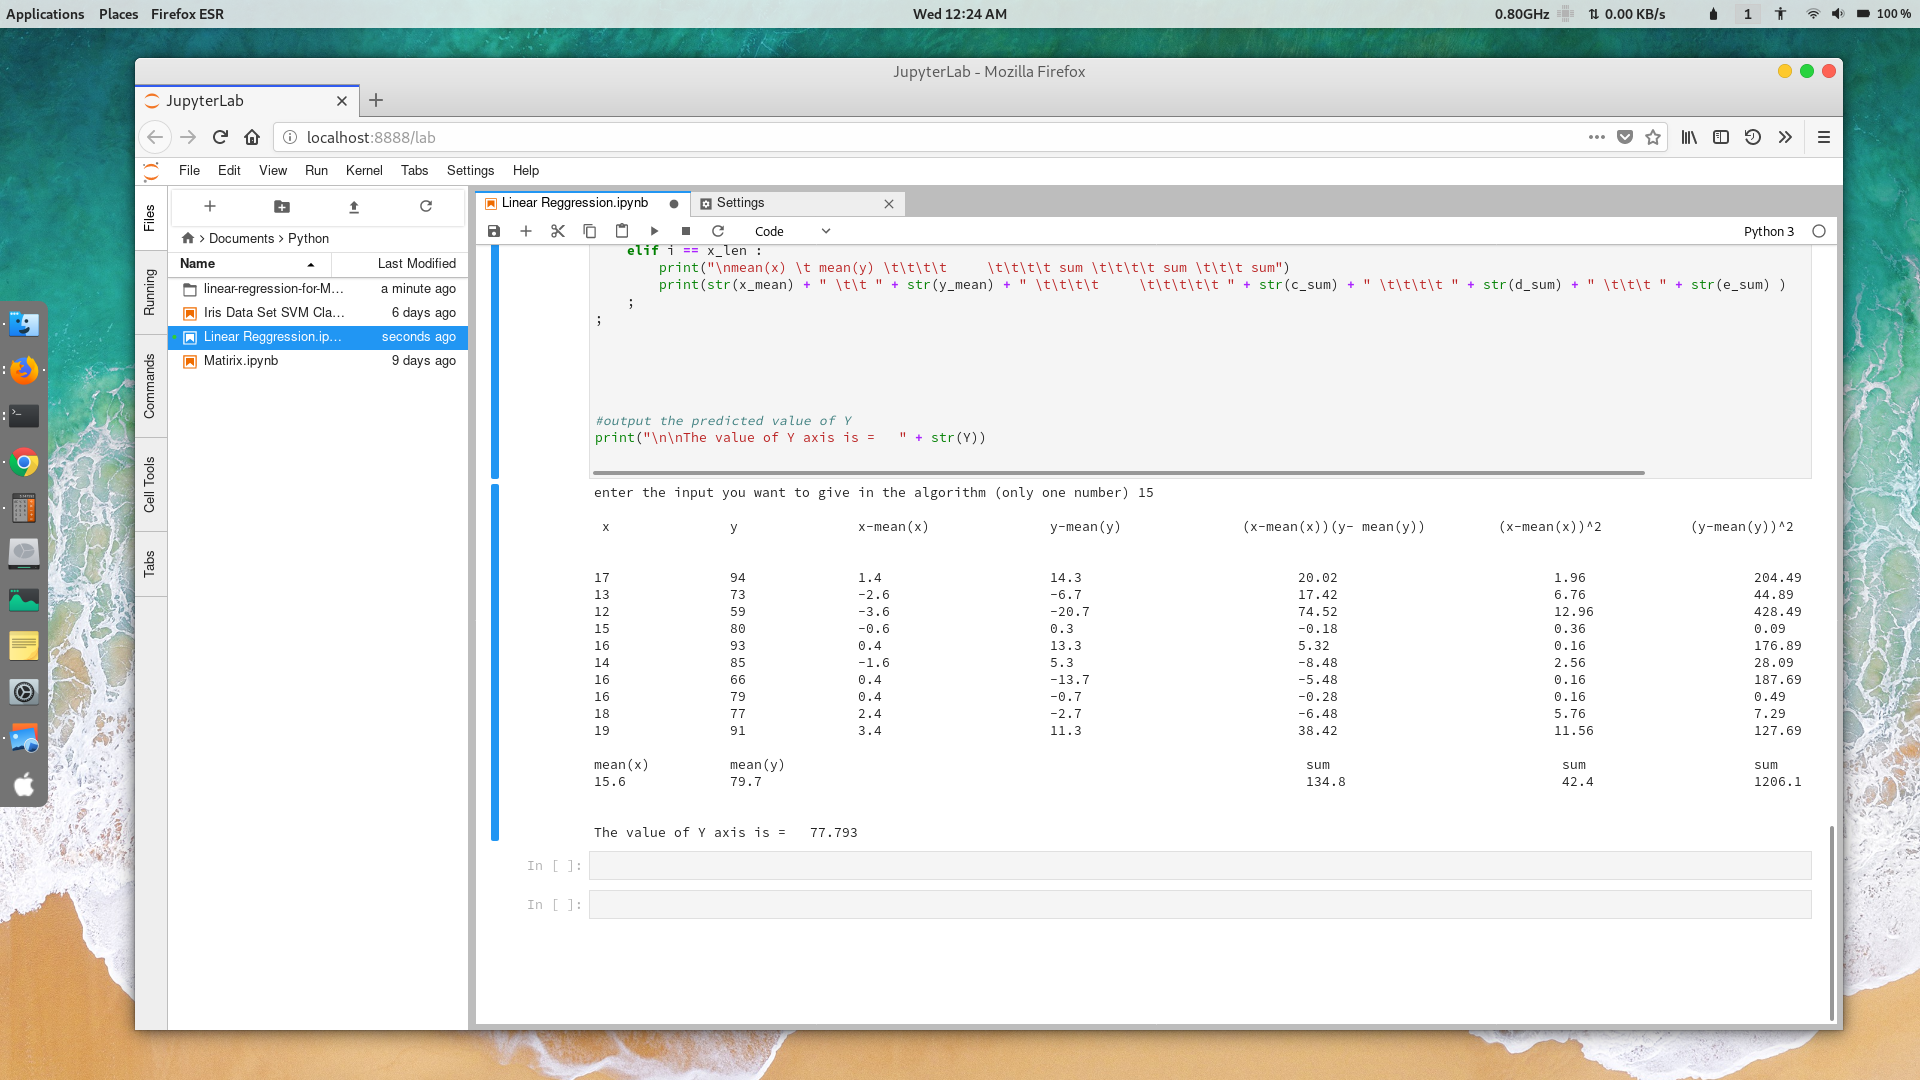 Applications Places Firefox ESR Wed 12:24 AM 0.80GHz 0.00 KB/s 1 100 %
JupyterLab - Mozilla Firefox
JupyterLab
localhost:8888/lab
File Edit View Run Kernel Tabs Settings Help
Files
Running
Commands
Cell Tools
Tabs
Documents Python
Name Last Modified
linear-regression-for-M... a minute ago
Iris Data Set SVM Cla... 6 days ago
Linear Reggression.ip... seconds ago
Matirix.ipynb 9 days ago
Linear Reggression.ipynb Settings
Code Python 3
elif i == x_len :
print("\nmean(x) \t mean(y) \t\t\t\t     \t\t\t\t sum \t\t\t\t sum \t\t\t sum")
print(str(x_mean) + " \t\t " + str(y_mean) + " \t\t\t\t     \t\t\t\t\t " + str(c_sum) + " \t\t\t\t " + str(d_sum) + " \t\t\t " + str(e_sum) )
;
;
#output the predicted value of Y
print("\n\nThe value of Y axis is =   " + str(Y))
enter the input you want to give in the algorithm (only one number) 15
x y x-mean(x) y-mean(y) (x-mean(x))(y- mean(y)) (x-mean(x))^2 (y-mean(y))^2
17 94 1.4 14.3 20.02 1.96 204.49
13 73 -2.6 -6.7 17.42 6.76 44.89
12 59 -3.6 -20.7 74.52 12.96 428.49
15 80 -0.6 0.3 -0.18 0.36 0.09
16 93 0.4 13.3 5.32 0.16 176.89
14 85 -1.6 5.3 -8.48 2.56 28.09
16 66 0.4 -13.7 -5.48 0.16 187.69
16 79 0.4 -0.7 -0.28 0.16 0.49
18 77 2.4 -2.7 -6.48 5.76 7.29
19 91 3.4 11.3 38.42 11.56 127.69
mean(x) mean(y) sum sum sum
15.6 79.7 134.8 42.4 1206.1
The value of Y axis is =   77.793
In [ ]:
In [ ]: